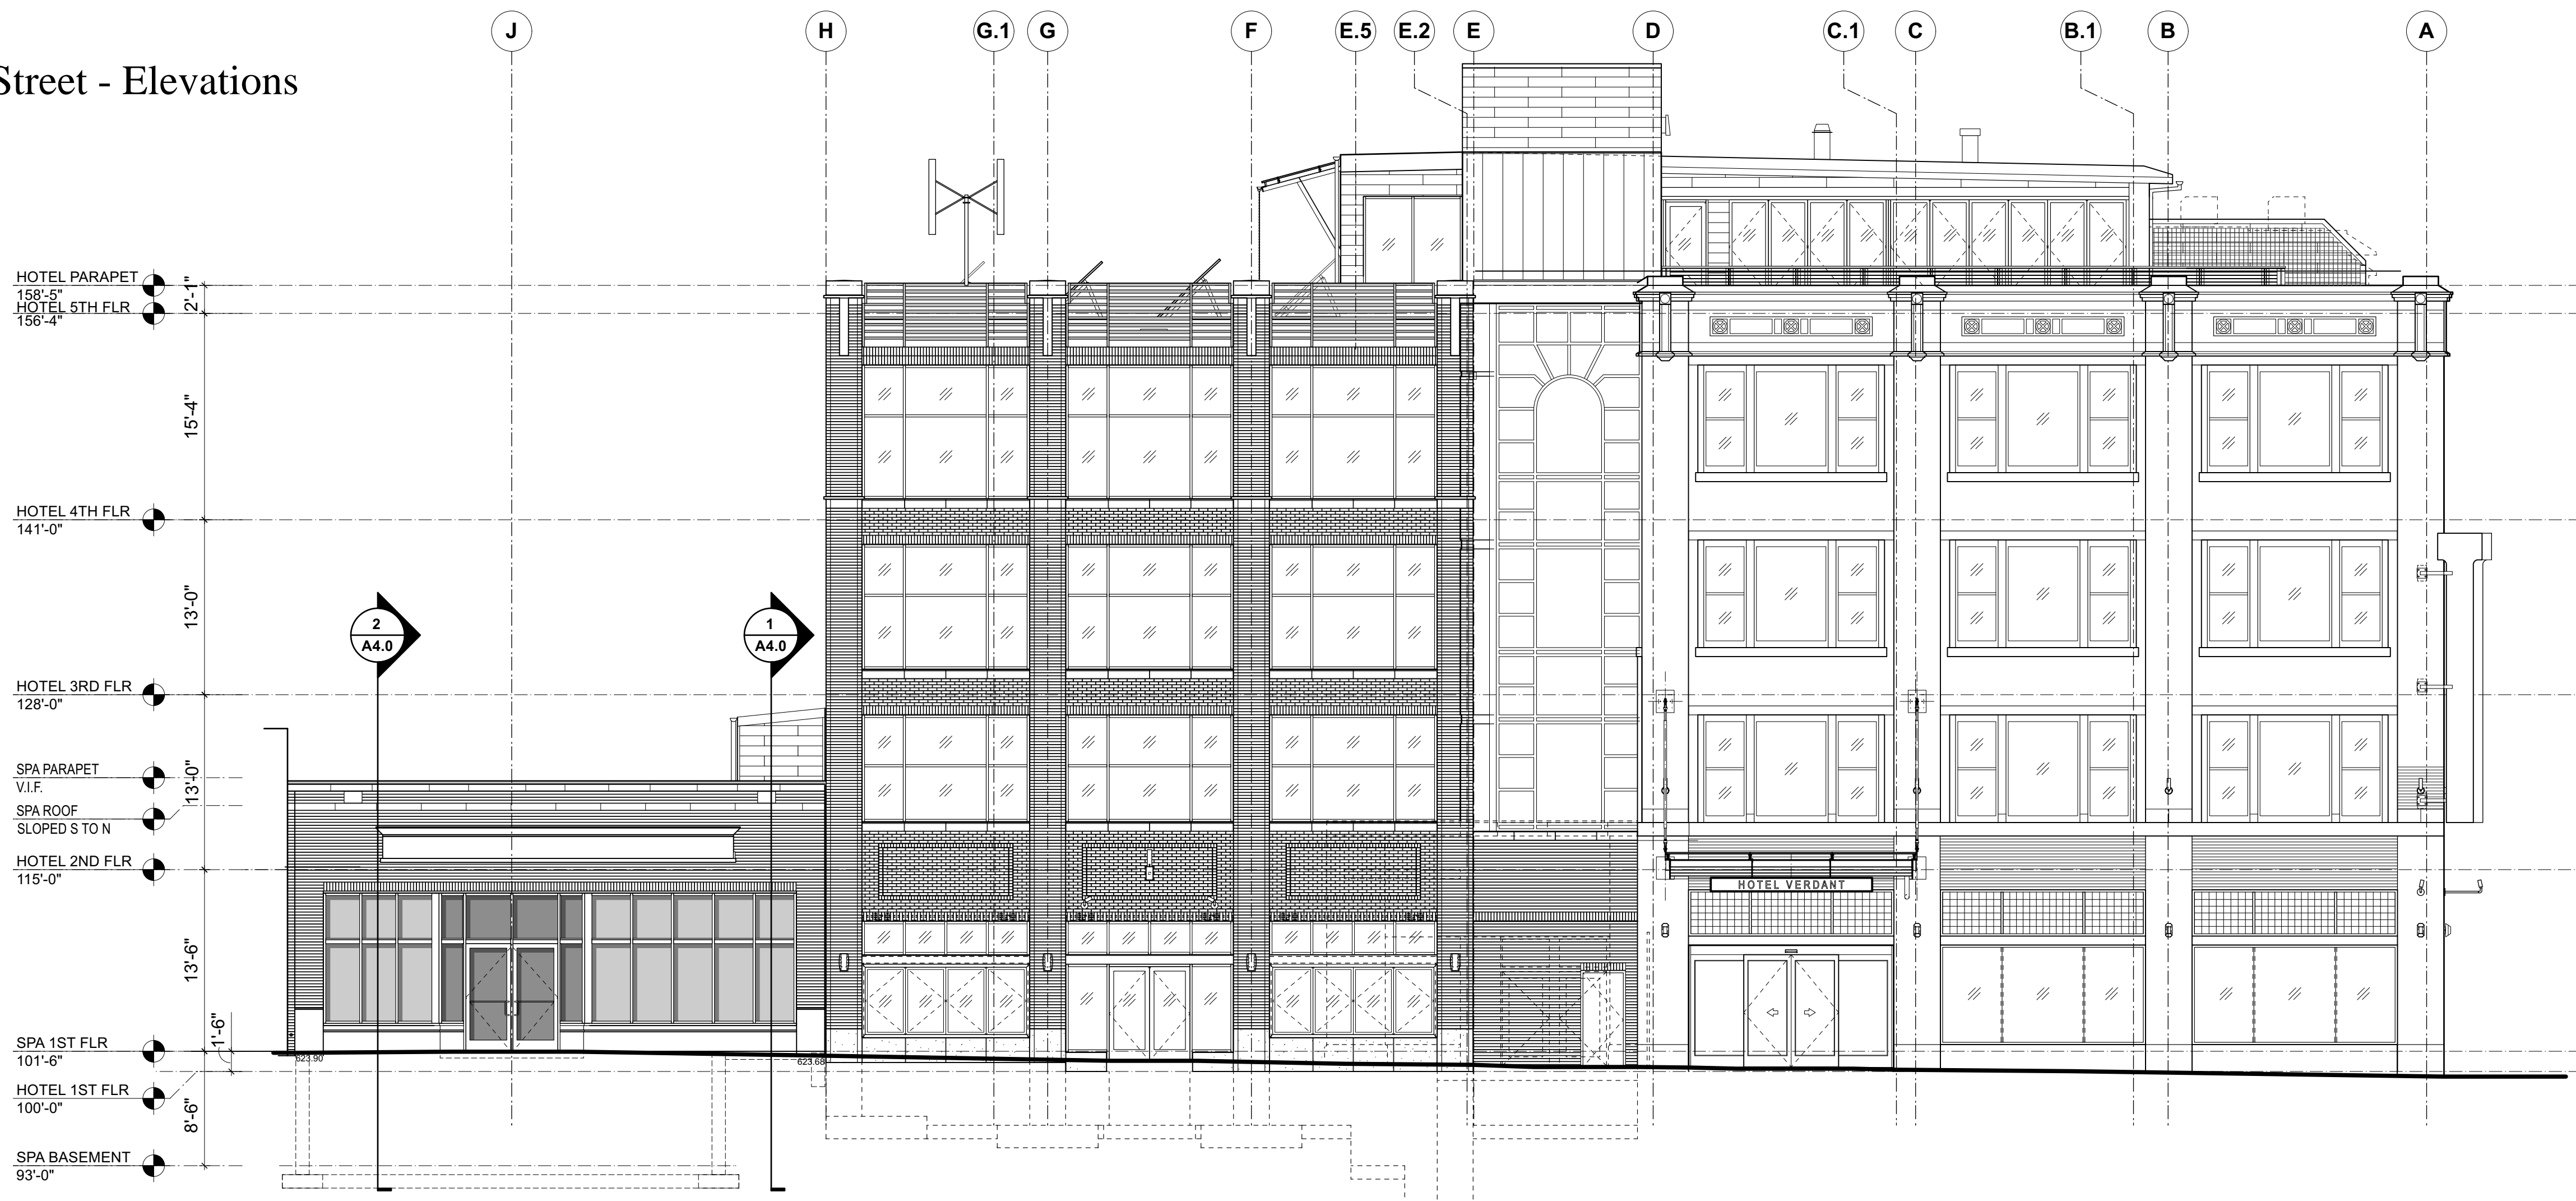 J
H
G.1
G
F
E.5
E.2
E
D
C.1
C
B.1
B
A
Street - Elevations
HOTEL PARAPET
158'-5"
2'-1"
HOTEL 5TH FLR
156'-4"
15'-4"
HOTEL 4TH FLR
141'-0"
13'-0"
2
A4.0
1
A4.0
HOTEL 3RD FLR
128'-0"
SPA PARAPET
V.I.F.
13'-0"
SPA ROOF
SLOPED S TO N
HOTEL 2ND FLR
115'-0"
HOTEL VERDANT
13'-6"
1'-6"
SPA 1ST FLR
101'-6"
623.90
623.68
HOTEL 1ST FLR
100'-0"
8'-6"
SPA BASEMENT
93'-0"